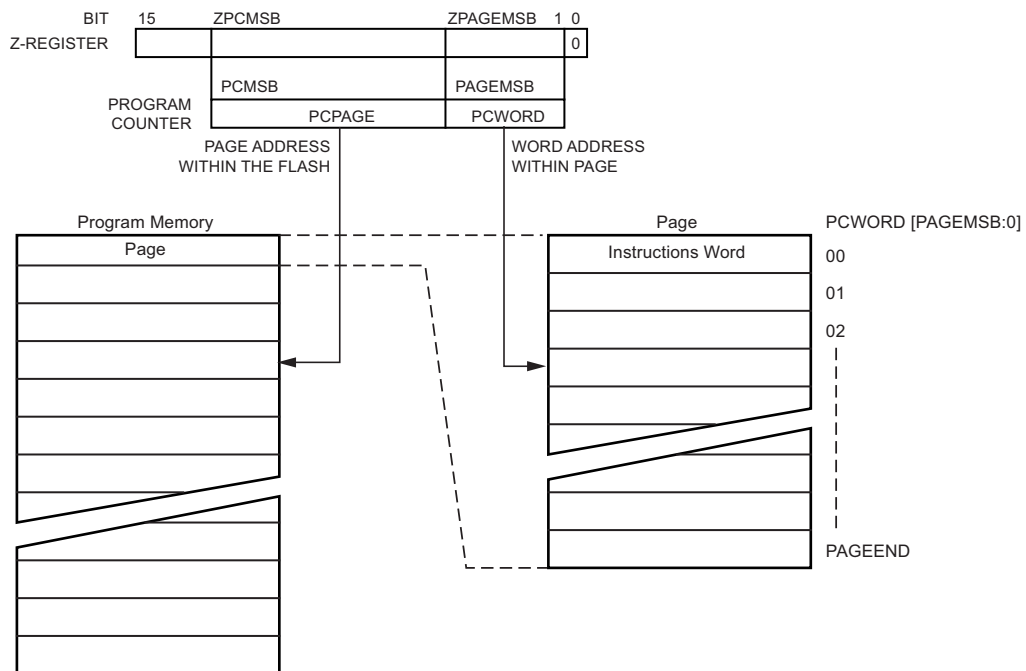 BIT 15 ZPCMSB ZPAGEMSB 1 0
Z-REGISTER 0
PCMSB PAGEMSB
PROGRAM
COUNTER
PCPAGE PCWORD
PAGE ADDRESS
WITHIN THE FLASH
WORD ADDRESS
WITHIN PAGE
Program Memory
Page
Page PCWORD [PAGEMSB:0]
Instructions Word 00
01
02
PAGEEND